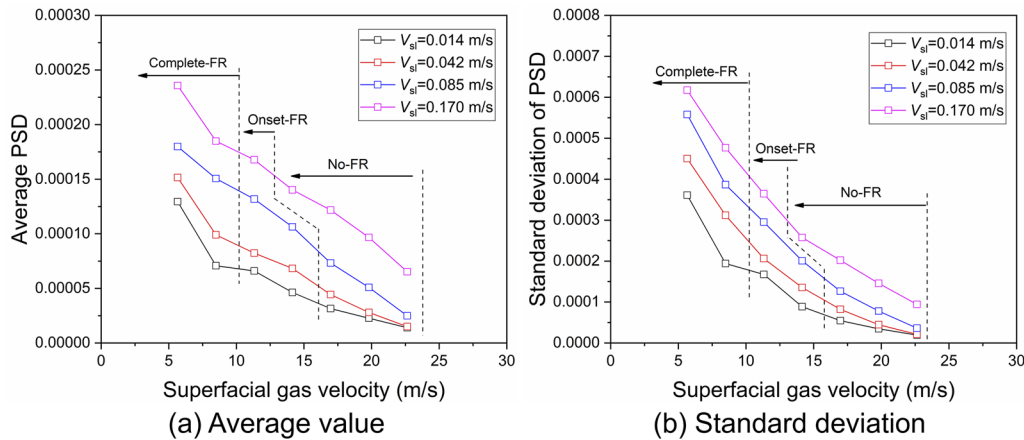 0.00030
0.00025
0.00020
0.00015
0.00010
0.00005
0.00000
Average PSD
Complete-FR
Onset-FR
No-FR
Vsl=0.014 m/s
Vsl=0.042 m/s
Vsl=0.085 m/s
Vsl=0.170 m/s
0 5 10 15 20 25 30
Superfacial gas velocity (m/s)
(a) Average value
0.0008
0.0007
0.0006
0.0005
0.0004
0.0003
0.0002
0.0001
0.0000
Standard deviation of PSD
Complete-FR
Onset-FR
No-FR
Vsl=0.014 m/s
Vsl=0.042 m/s
Vsl=0.085 m/s
Vsl=0.170 m/s
0 5 10 15 20 25 30
Superfacial gas velocity (m/s)
(b) Standard deviation